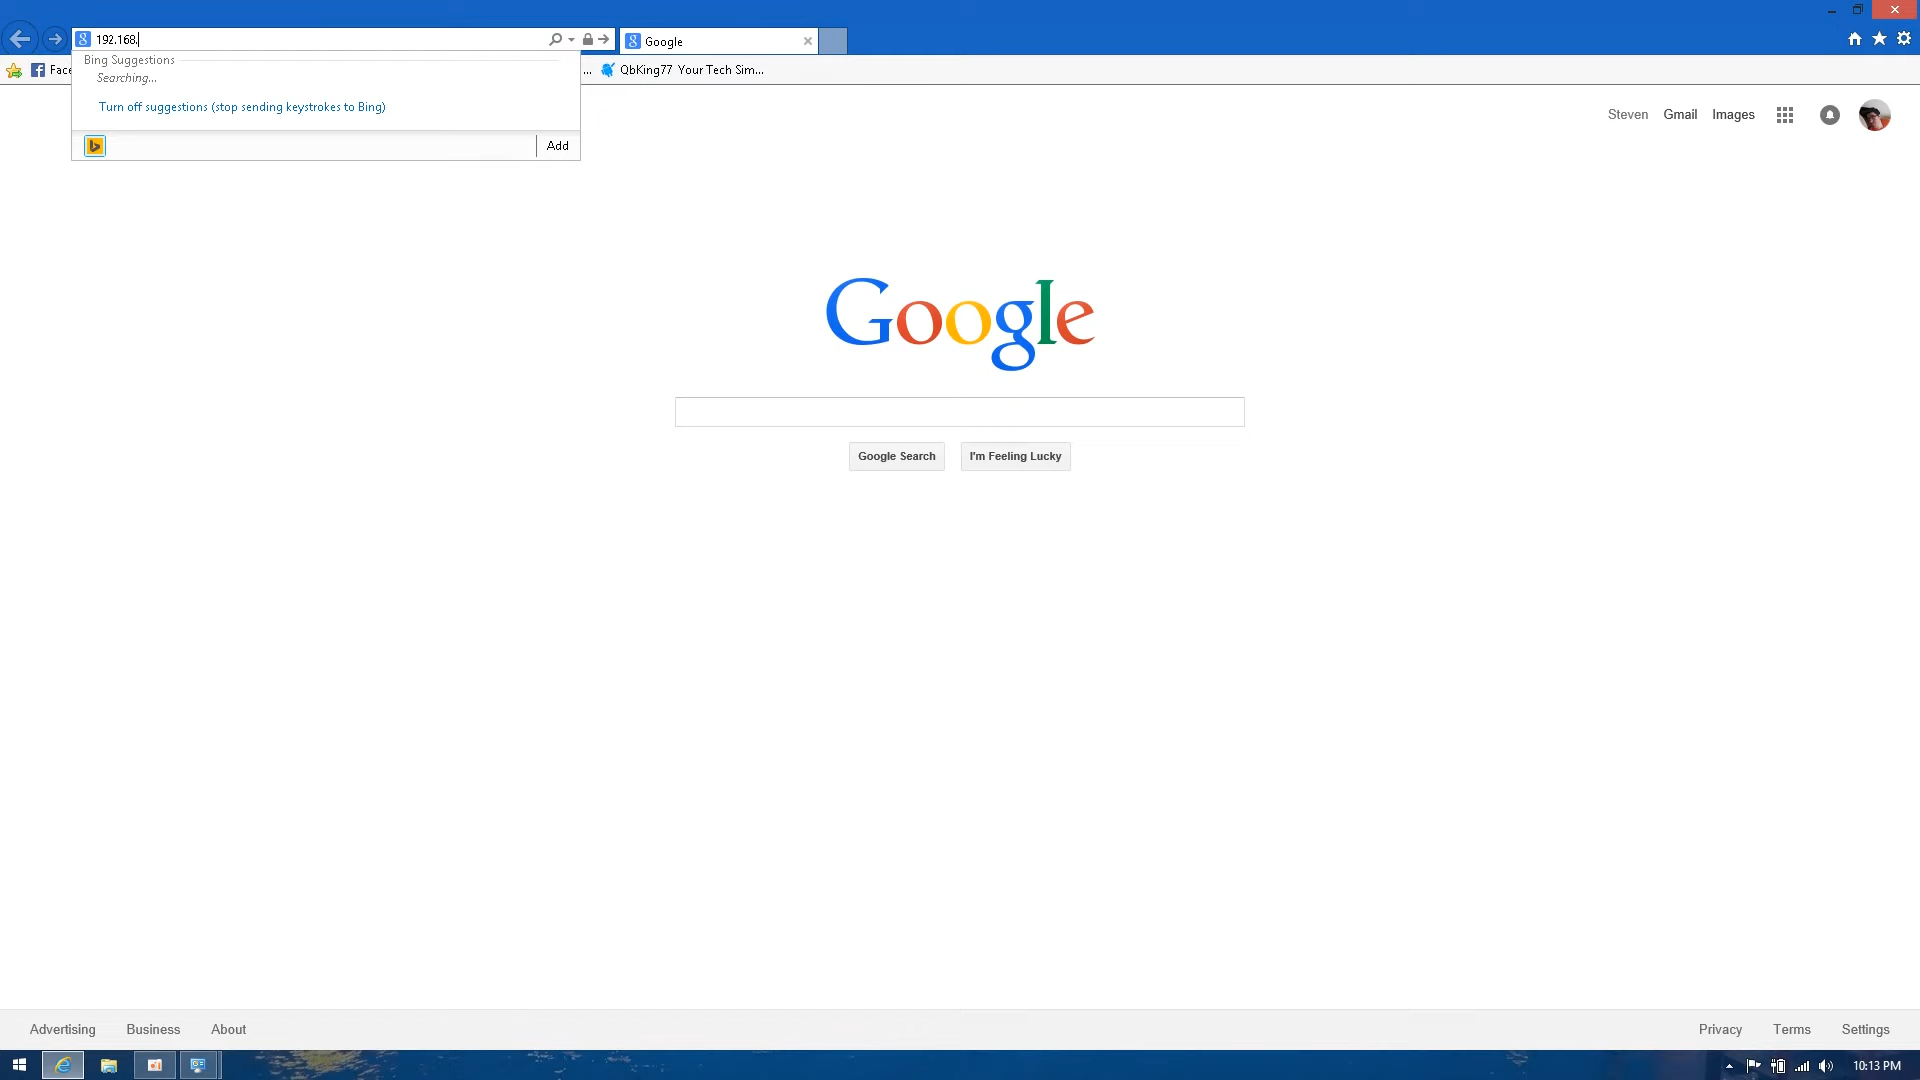 192.168.
Google
Bing Suggestions
Searching...
Turn off suggestions (stop sending keystrokes to Bing)
Add
Face
...
QbKing77 Your Tech Sim...
Steven
Gmail
Images
Google
Google Search
I'm Feeling Lucky
Advertising
Business
About
Privacy
Terms
Settings
10:13 PM